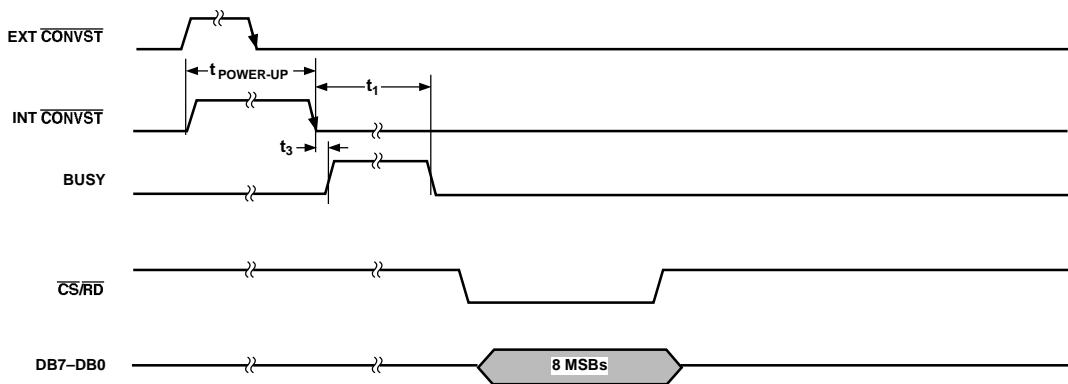 EXT CONVST
t POWER-UP
t1
INT CONVST
t3
BUSY
CS/RD
DB7–DB0
8 MSBs